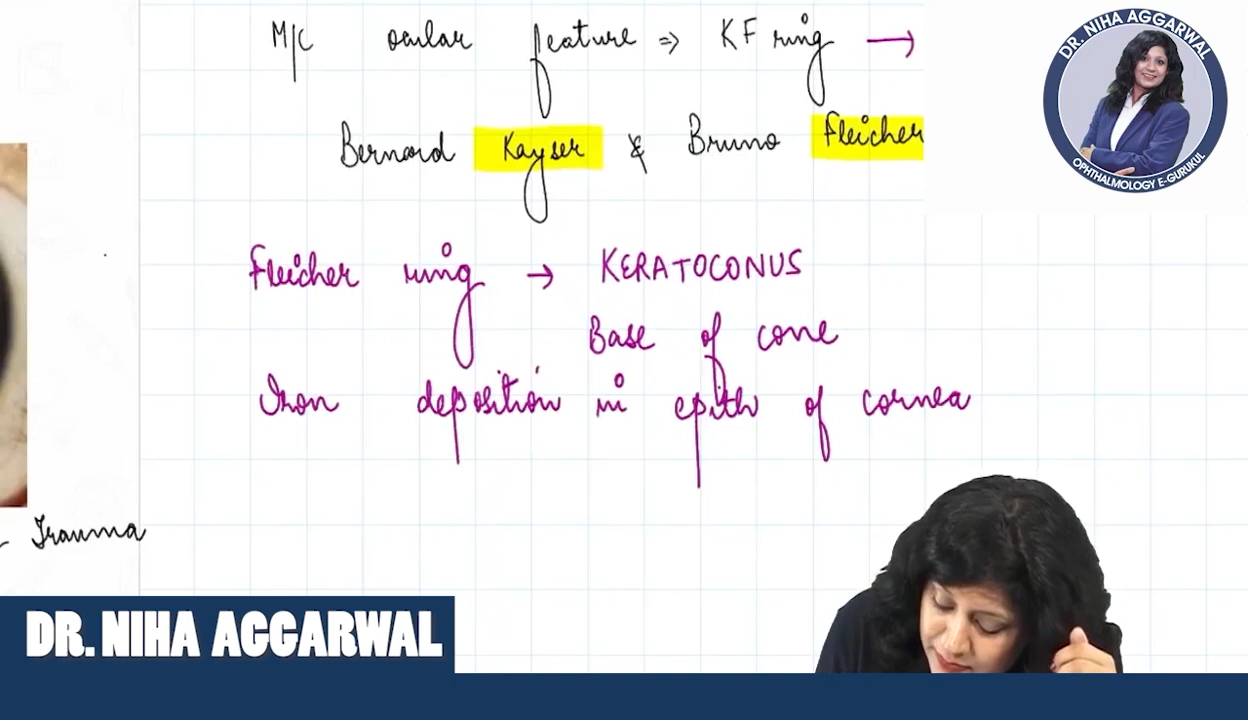 M/C ocular feature ⇒ KF ring →
Bernard Kayser & Bruno Fleicher
Fleicher ring → KERATOCONUS
Base of cone
Iron deposition in epith of cornea
Trauma
DR. NIHA AGGARWAL
OPHTHALMOLOGY E-GURUKUL
DR. NIHA AGGARWAL